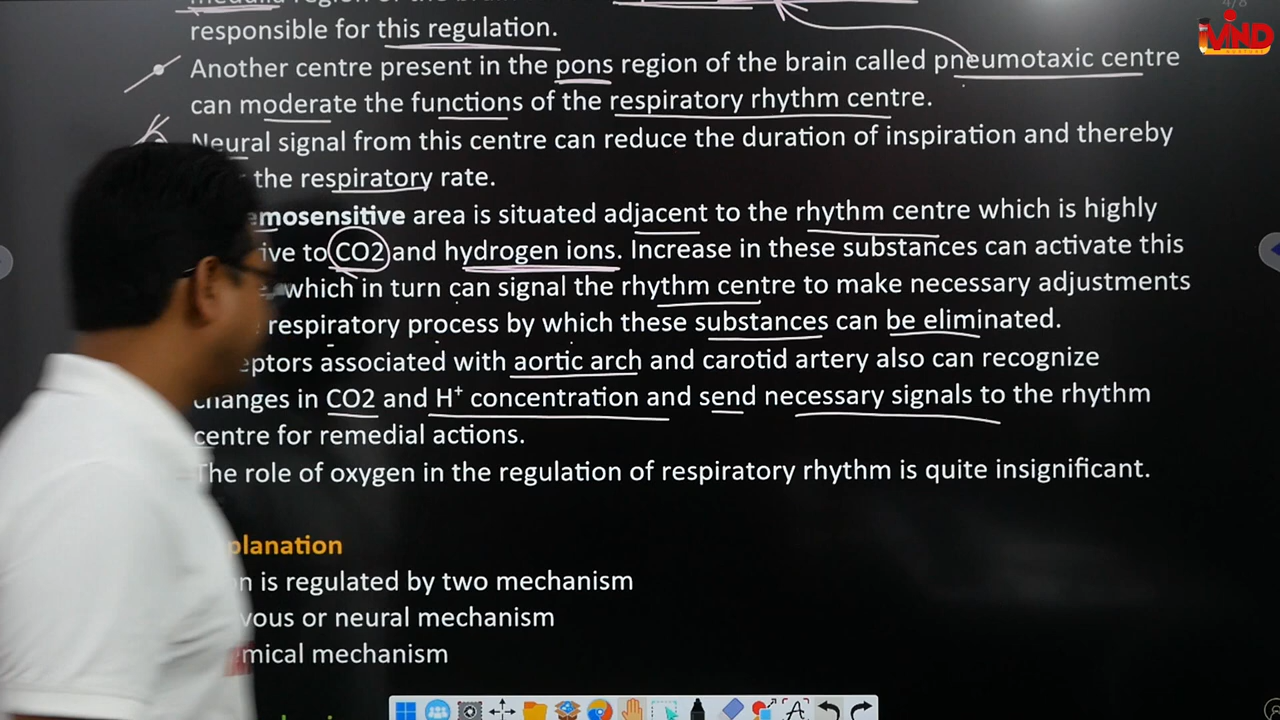 4/8
responsible for this regulation.
Another centre present in the pons region of the brain called pneumotaxic centre
can moderate the functions of the respiratory rhythm centre.
Neural signal from this centre can reduce the duration of inspiration and thereby
the respiratory rate.
emosensitive area is situated adjacent to the rhythm centre which is highly
ive to CO2 and hydrogen ions. Increase in these substances can activate this
which in turn can signal the rhythm centre to make necessary adjustments
respiratory process by which these substances can be eliminated.
eptors associated with aortic arch and carotid artery also can recognize
changes in CO2 and H⁺ concentration and send necessary signals to the rhythm
centre for remedial actions.
The role of oxygen in the regulation of respiratory rhythm is quite insignificant.
planation
n is regulated by two mechanism
vous or neural mechanism
mical mechanism